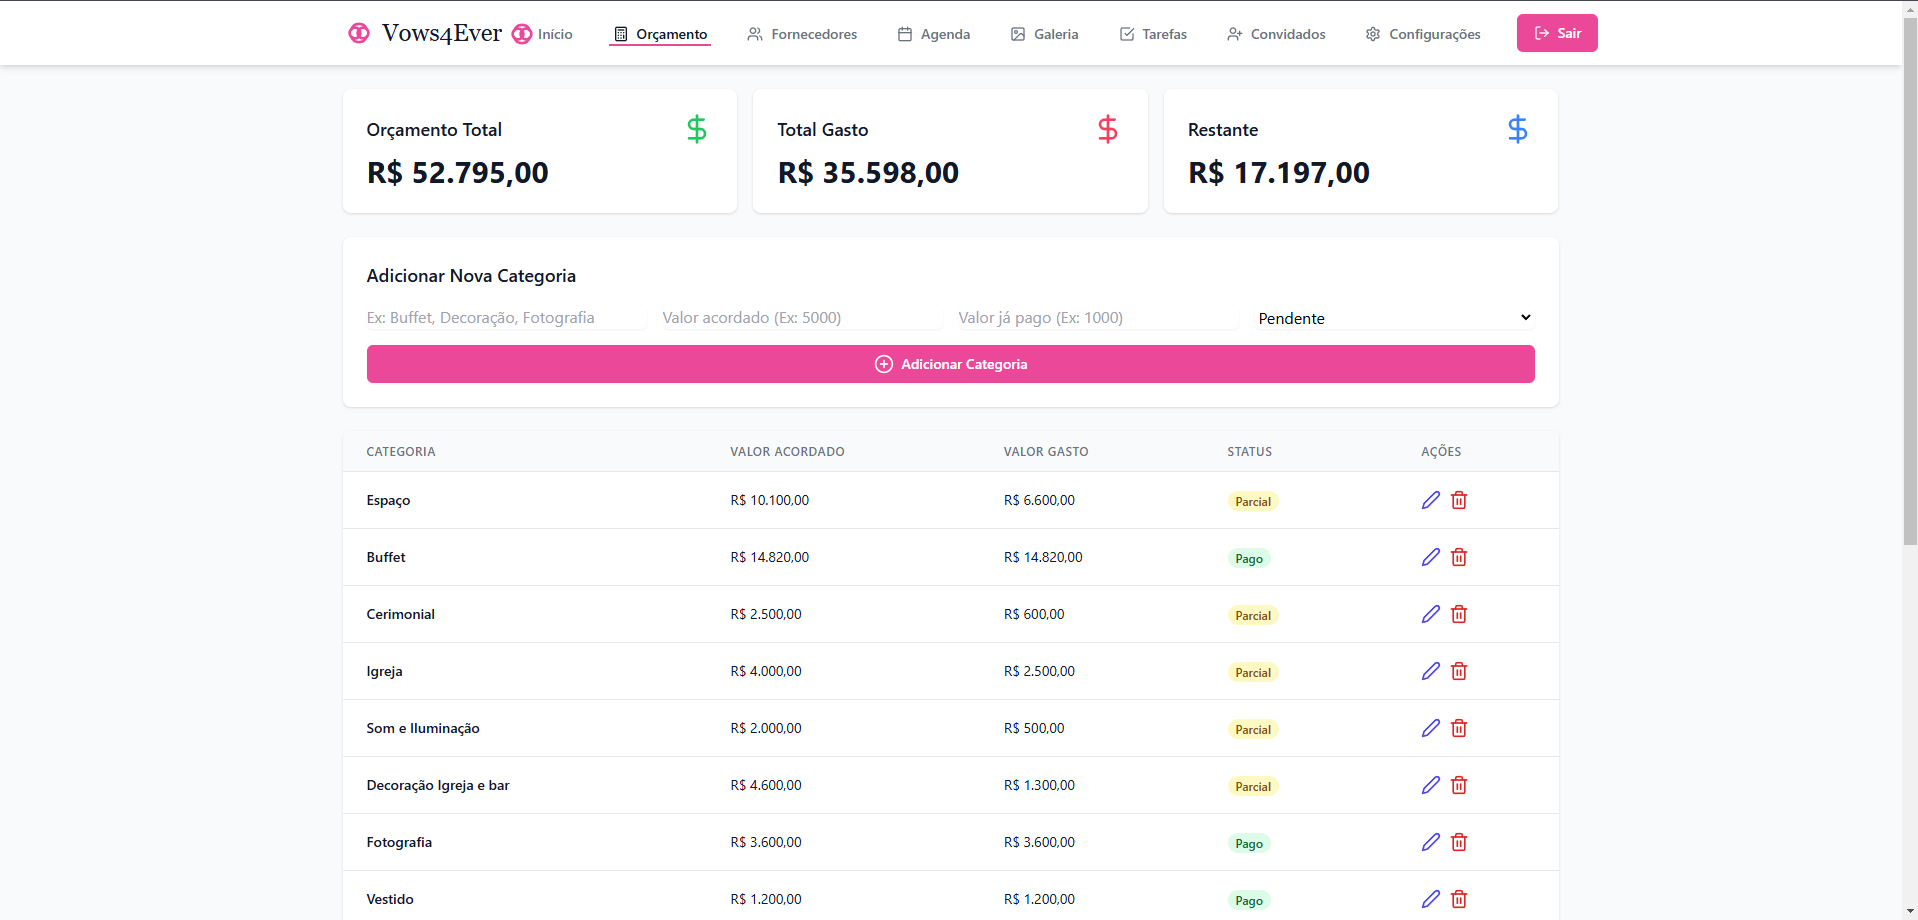 Vows4Ever Início Orçamento Fornecedores Agenda Galeria Tarefas Convidados Configurações Sair
Orçamento Total
R$ 52.795,00
Total Gasto
R$ 35.598,00
Restante
R$ 17.197,00
Adicionar Nova Categoria
Ex: Buffet, Decoração, Fotografia Valor acordado (Ex: 5000) Valor já pago (Ex: 1000) Pendente
Adicionar Categoria
CATEGORIA VALOR ACORDADO VALOR GASTO STATUS AÇÕES
Espaço R$ 10.100,00 R$ 6.600,00 Parcial
Buffet R$ 14.820,00 R$ 14.820,00 Pago
Cerimonial R$ 2.500,00 R$ 600,00 Parcial
Igreja R$ 4.000,00 R$ 2.500,00 Parcial
Som e Iluminação R$ 2.000,00 R$ 500,00 Parcial
Decoração Igreja e bar R$ 4.600,00 R$ 1.300,00 Parcial
Fotografia R$ 3.600,00 R$ 3.600,00 Pago
Vestido R$ 1.200,00 R$ 1.200,00 Pago